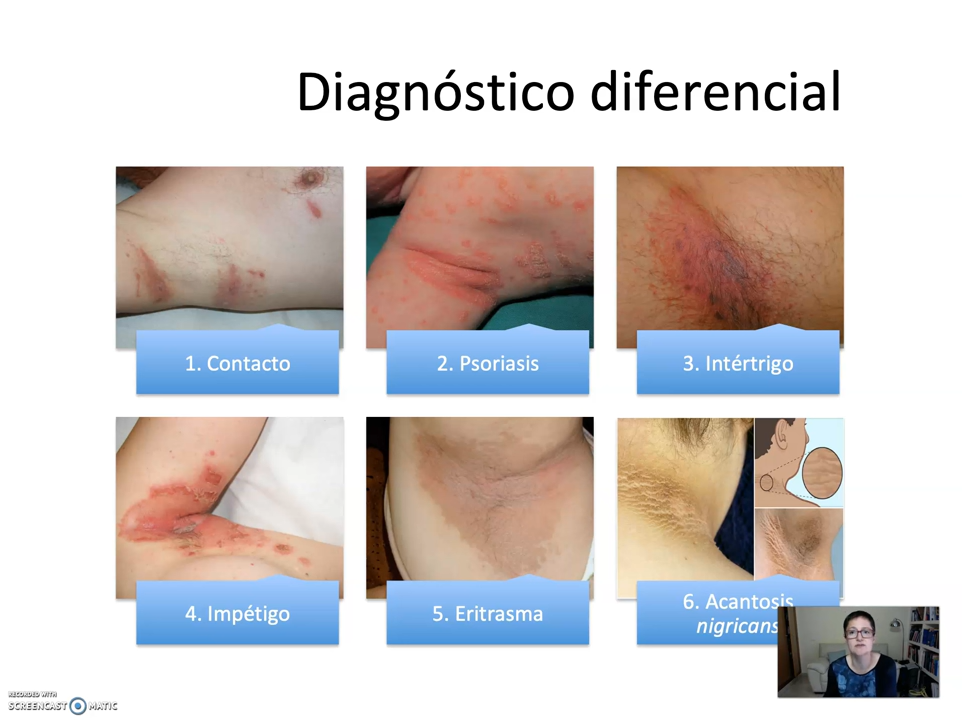 Diagnóstico diferencial
1. Contacto
2. Psoriasis
3. Intértrigo
4. Impétigo
5. Eritrasma
6. Acantosis
nigricans
RECORDED WITH
SCREENCAST MATIC